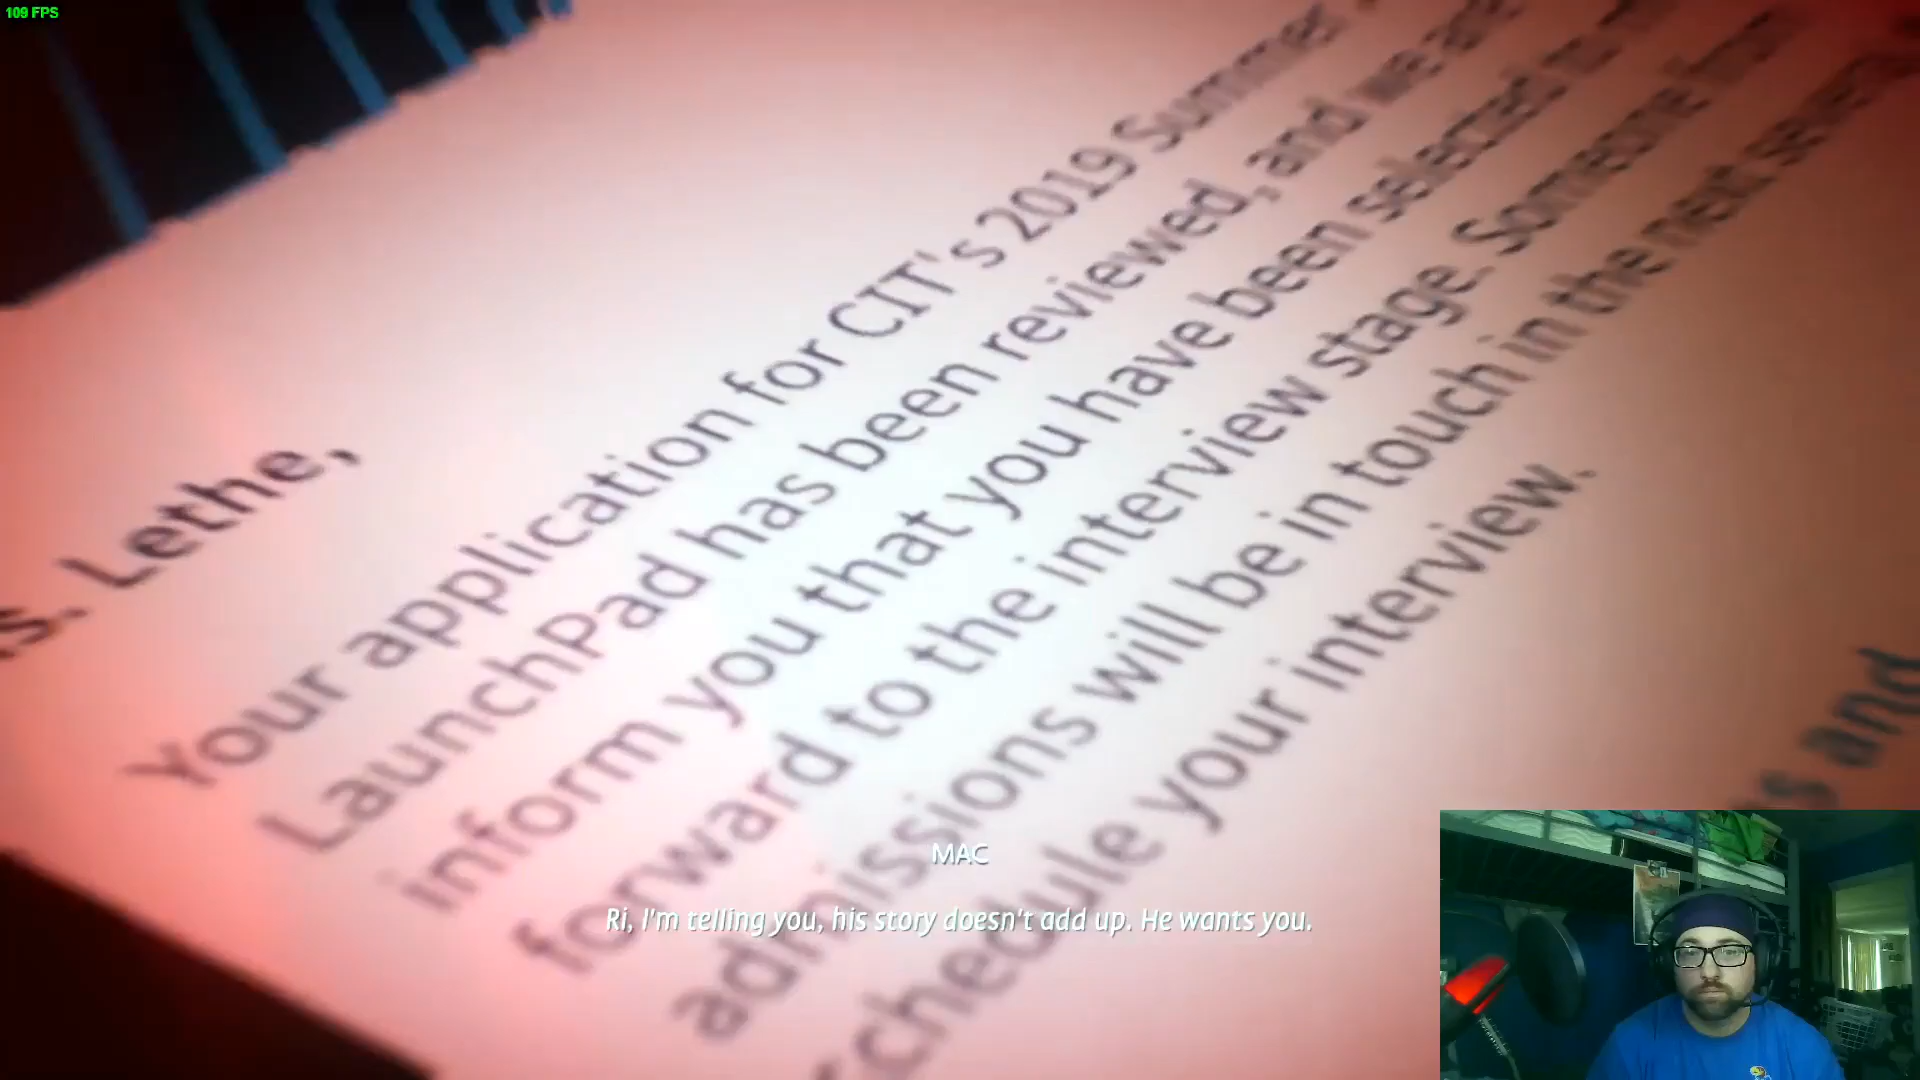 109 FPS
s. Lethe,
Your application for CIT's 2019 Summer
LaunchPad has been reviewed, and we are
inform you that you have been selected to
forward to the interview stage. Someone from
admissions will be in touch in the next seven
schedule your interview.
and
MAC
Ri, I'm telling you, his story doesn't add up. He wants you.